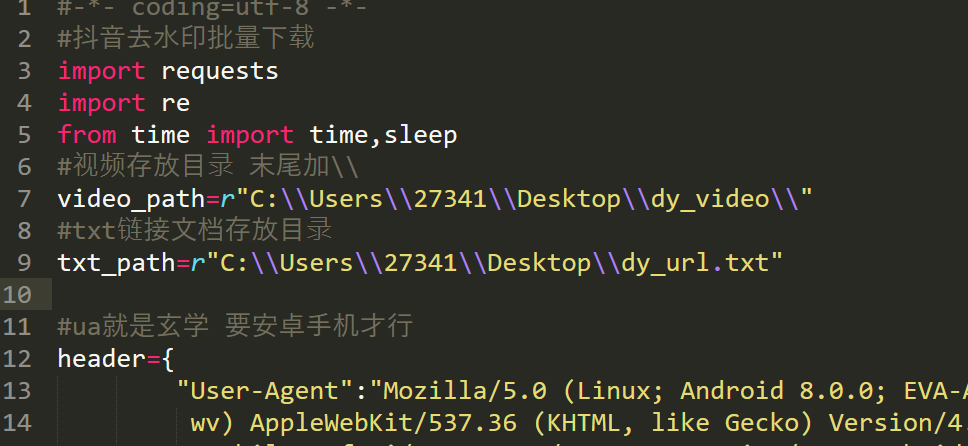 1 #-*- coding=utf-8 -*-
2 #抖音去水印批量下载
3 import requests
4 import re
5 from time import time,sleep
6 #视频存放目录 末尾加\\
7 video_path=r"C:\\Users\\27341\\Desktop\\dy_video\\"
8 #txt链接文档存放目录
9 txt_path=r"C:\\Users\\27341\\Desktop\\dy_url.txt"
10
11 #ua就是玄学 要安卓手机才行
12 header={
13 "User-Agent":"Mozilla/5.0 (Linux; Android 8.0.0; EVA-A
14 wv) AppleWebKit/537.36 (KHTML, like Gecko) Version/4